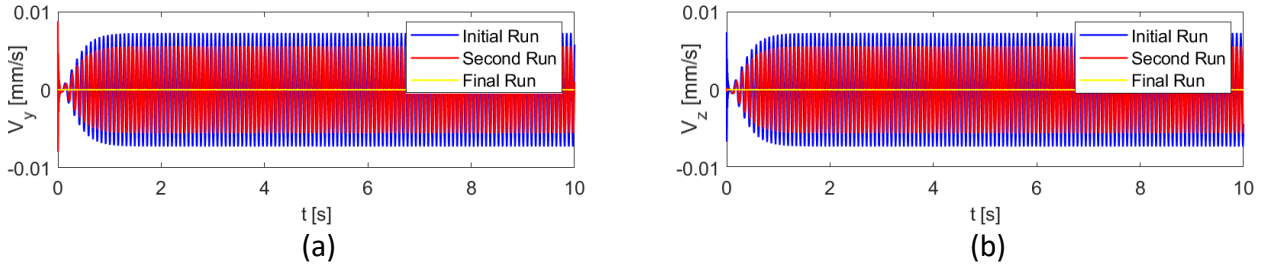 0.01
0
-0.01
V_y [mm/s]
Initial Run
Second Run
Final Run
0 2 4 6 8 10
t [s]
(a)
0.01
0
-0.01
V_z [mm/s]
Initial Run
Second Run
Final Run
0 2 4 6 8 10
t [s]
(b)